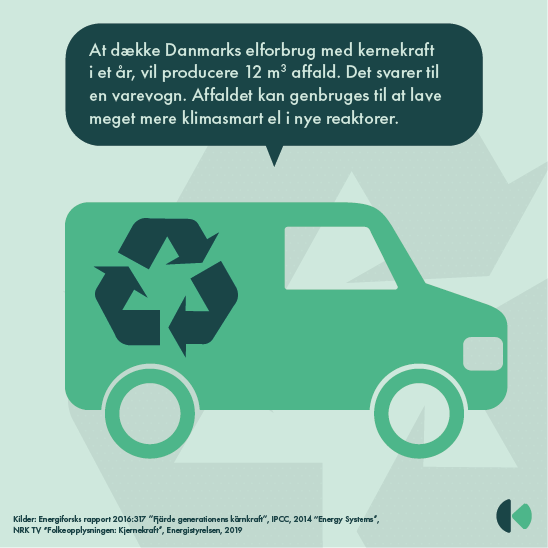 At dække Danmarks elforbrug med kernekraft
i et år, vil producere 12 m³ affald. Det svarer til
en varevogn. Affaldet kan genbruges til at lave
meget mere klimasmart el i nye reaktorer.
Kilder: Energiforsks rapport 2016:317 "Fjärde generationens kärnkraft", IPCC, 2014 "Energy Systems",
NRK TV "Folkeopplysningen: Kjernekraft", Energistyrelsen, 2019